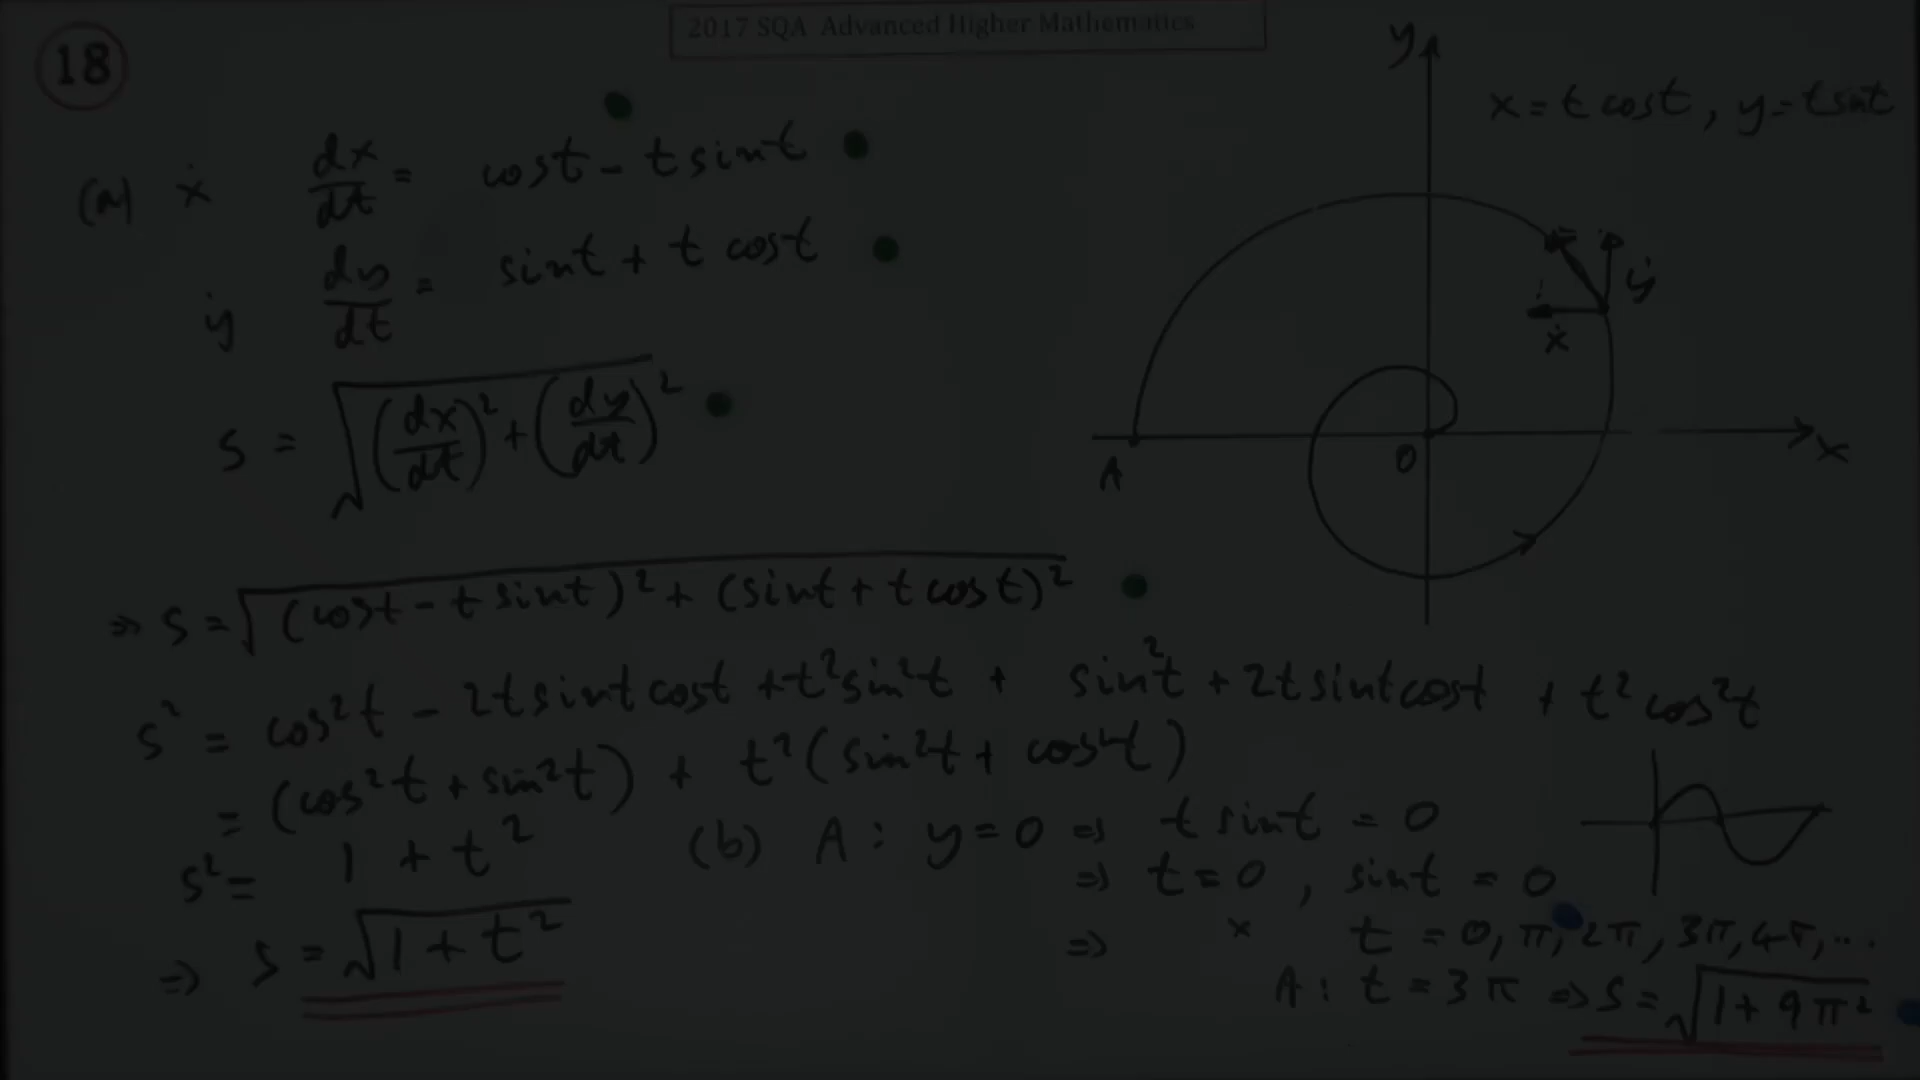 18
2017 SQA Advanced Higher Mathematics
x = t cost , y = t sint
(a) ẋ dx/dt = cost - t sint
ẏ dy/dt = sint + t cost
s = √((dx/dt)² + (dy/dt)²)
⇒ s = √((cost - t sint)² + (sint + t cost)²)
s² = cos²t - 2t sint cost + t² sin²t + sin²t + 2t sint cost + t² cos²t
= (cos²t + sin²t) + t² (sin²t + cos²t)
s² = 1 + t²
⇒ s = √(1 + t²)
(b) A : y = 0 ⇒ t sint = 0
⇒ t = 0 , sint = 0
⇒ × t = 0, π, 2π, 3π, 4π, ...
A : t = 3π ⇒ s = √(1 + 9π²)
y
ẏ
ẋ
A
O
x